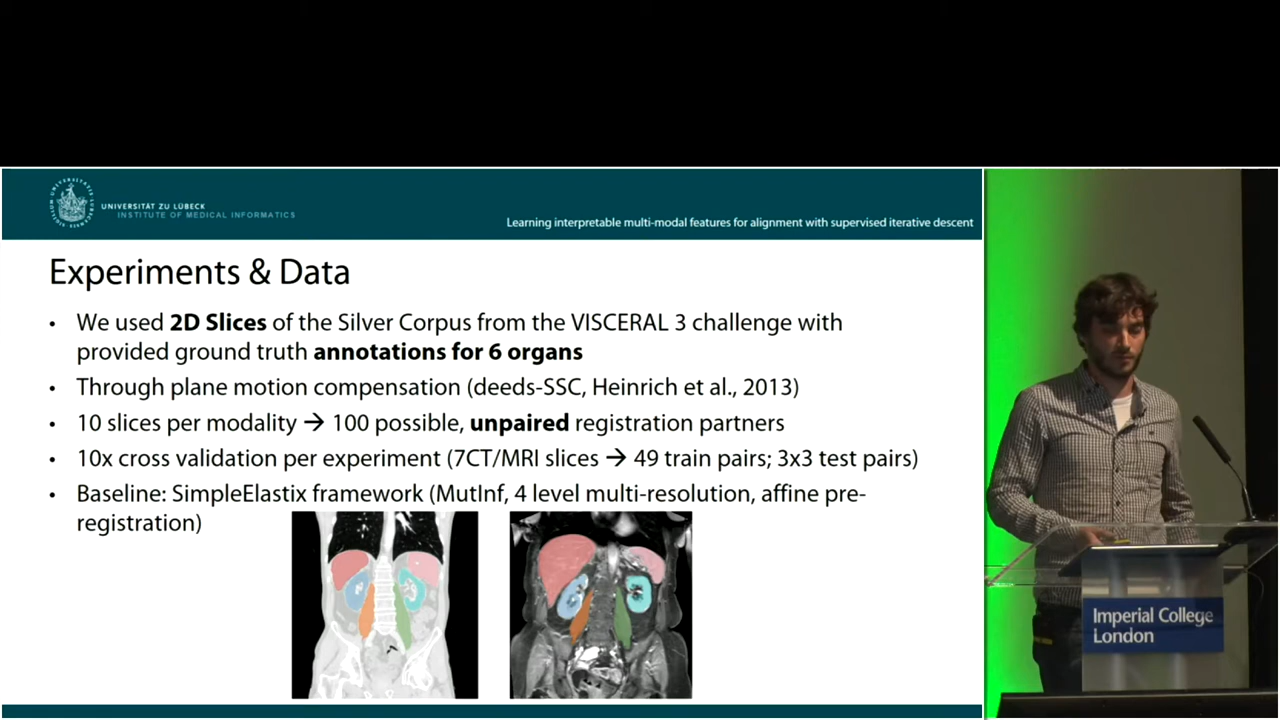 UNIVERSITÄT ZU LÜBECK
INSTITUTE OF MEDICAL INFORMATICS
Learning interpretable multi-modal features for alignment with supervised iterative descent
Experiments & Data
• We used 2D Slices of the Silver Corpus from the VISCERAL 3 challenge with
provided ground truth annotations for 6 organs
• Through plane motion compensation (deeds-SSC, Heinrich et al., 2013)
• 10 slices per modality → 100 possible, unpaired registration partners
• 10x cross validation per experiment (7CT/MRI slices → 49 train pairs; 3x3 test pairs)
• Baseline: SimpleElastix framework (MutInf, 4 level multi-resolution, affine pre-
registration)
Imperial College
London